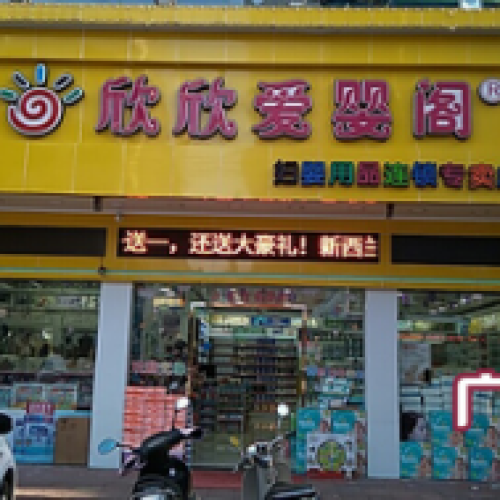 欣欣爱婴阁®
妇婴用品连锁专卖
送一，还送大豪礼！新西兰
广